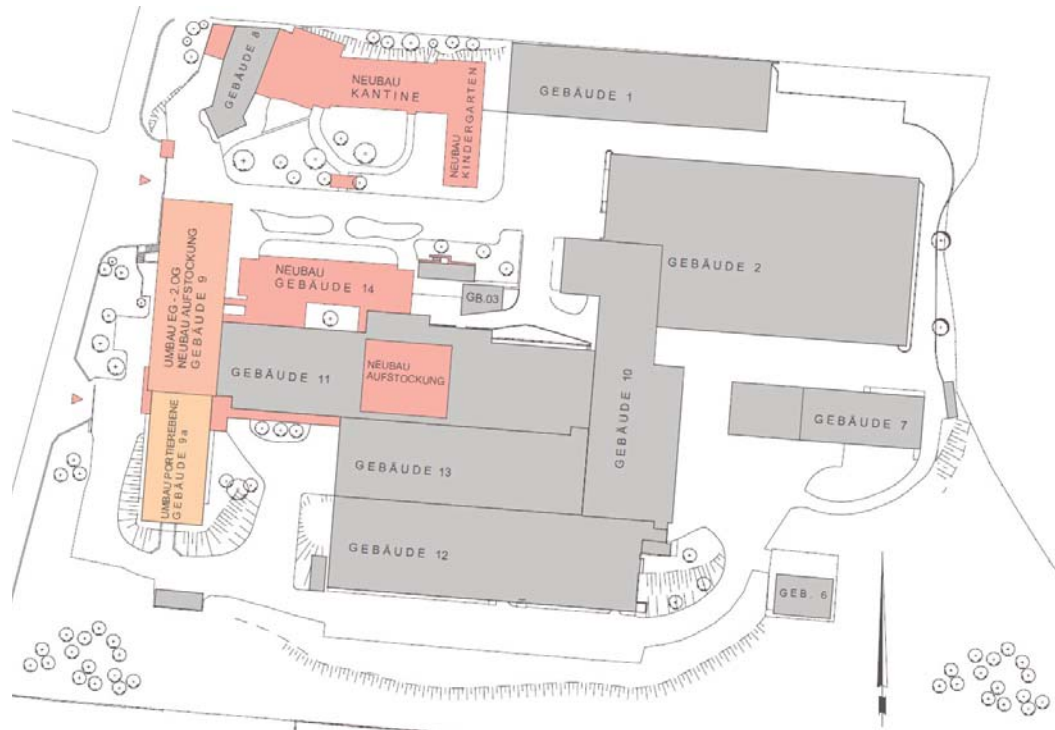 GEBÄUDE 8
NEUBAU
KANTINE
NEUBAU
KINDERGARTEN
GEBÄUDE 1
GEBÄUDE 2
UMBAU EG - 2.OG
NEUBAU AUFSTOCKUNG
GEBÄUDE 9
NEUBAU
GEBÄUDE 14
GB.03
GEBÄUDE 11
NEUBAU
AUFSTOCKUNG
GEBÄUDE 10
GEBÄUDE 7
UMBAU PORTIEREBENE
GEBÄUDE 9a
GEBÄUDE 13
GEBÄUDE 12
GEB. 6